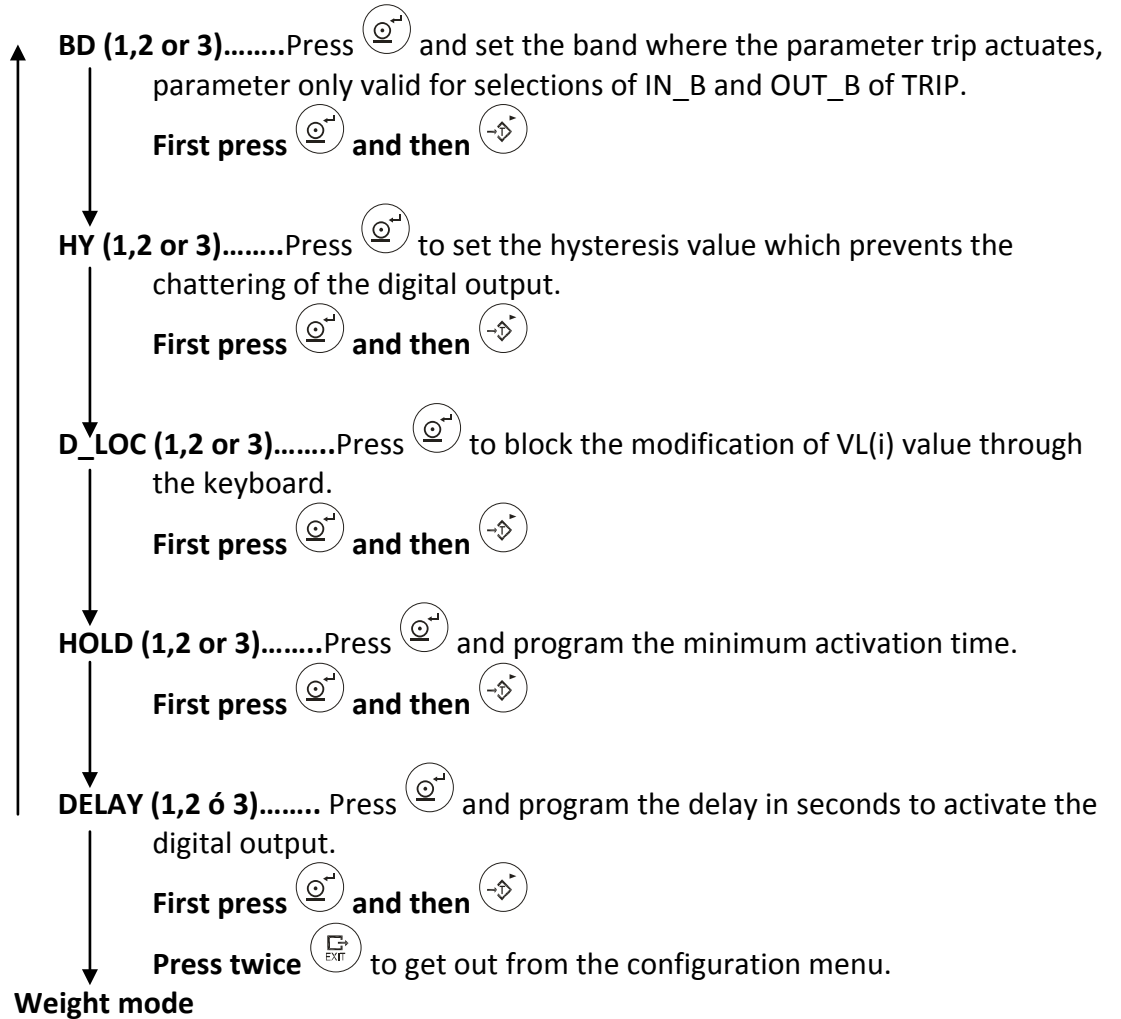 BD (1,2 or 3)……..Press and set the band where the parameter trip actuates,
parameter only valid for selections of IN_B and OUT_B of TRIP.
First press and then
HY (1,2 or 3)……..Press to set the hysteresis value which prevents the
chattering of the digital output.
First press and then
D_LOC (1,2 or 3)……..Press to block the modification of VL(i) value through
the keyboard.
First press and then
HOLD (1,2 or 3)……..Press and program the minimum activation time.
First press and then
DELAY (1,2 ó 3)…….. Press and program the delay in seconds to activate the
digital output.
First press and then
Press twice EXIT to get out from the configuration menu.
Weight mode